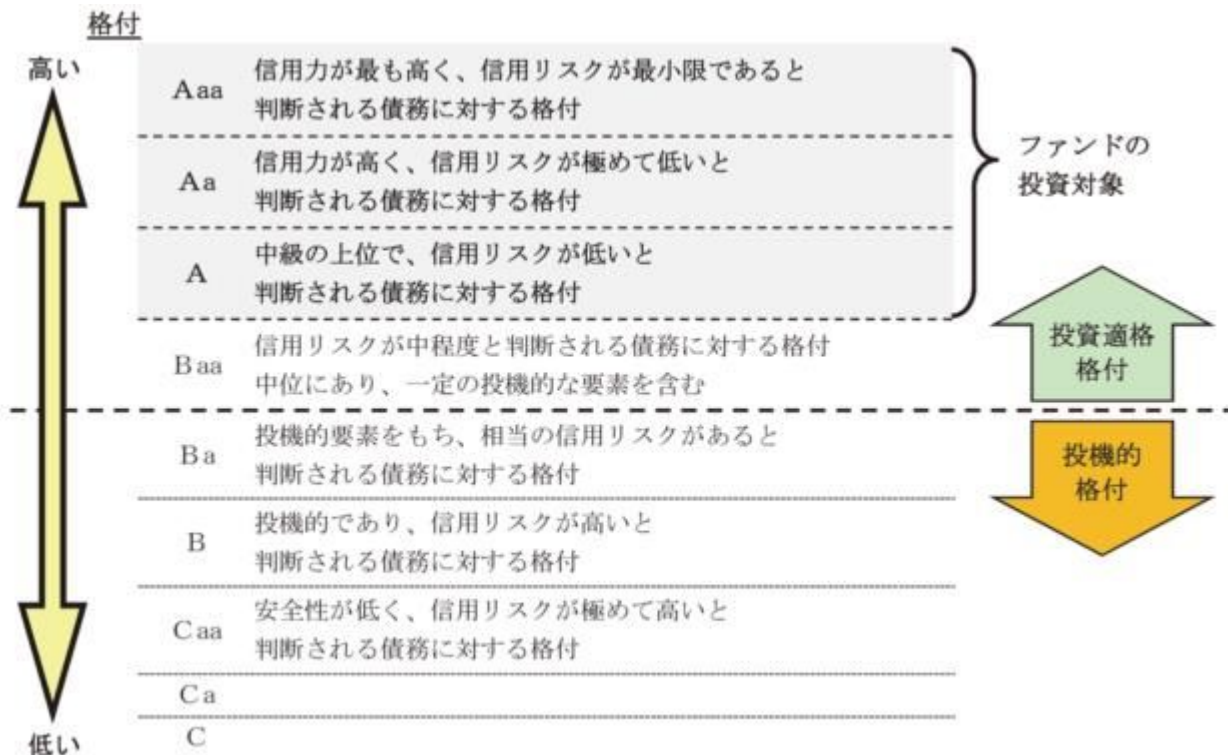 格付
高い
Aaa
信用力が最も高く、信用リスクが最小限であると
判断される債務に対する格付
Aa
信用力が高く、信用リスクが極めて低いと
判断される債務に対する格付
A
中級の上位で、信用リスクが低いと
判断される債務に対する格付
ファンドの
投資対象
Baa
信用リスクが中程度と判断される債務に対する格付
中位にあり、一定の投機的な要素を含む
投資適格
格付
Ba
投機的要素をもち、相当の信用リスクがあると
判断される債務に対する格付
投機的
格付
B
投機的であり、信用リスクが高いと
判断される債務に対する格付
Caa
安全性が低く、信用リスクが極めて高いと
判断される債務に対する格付
Ca
C
低い